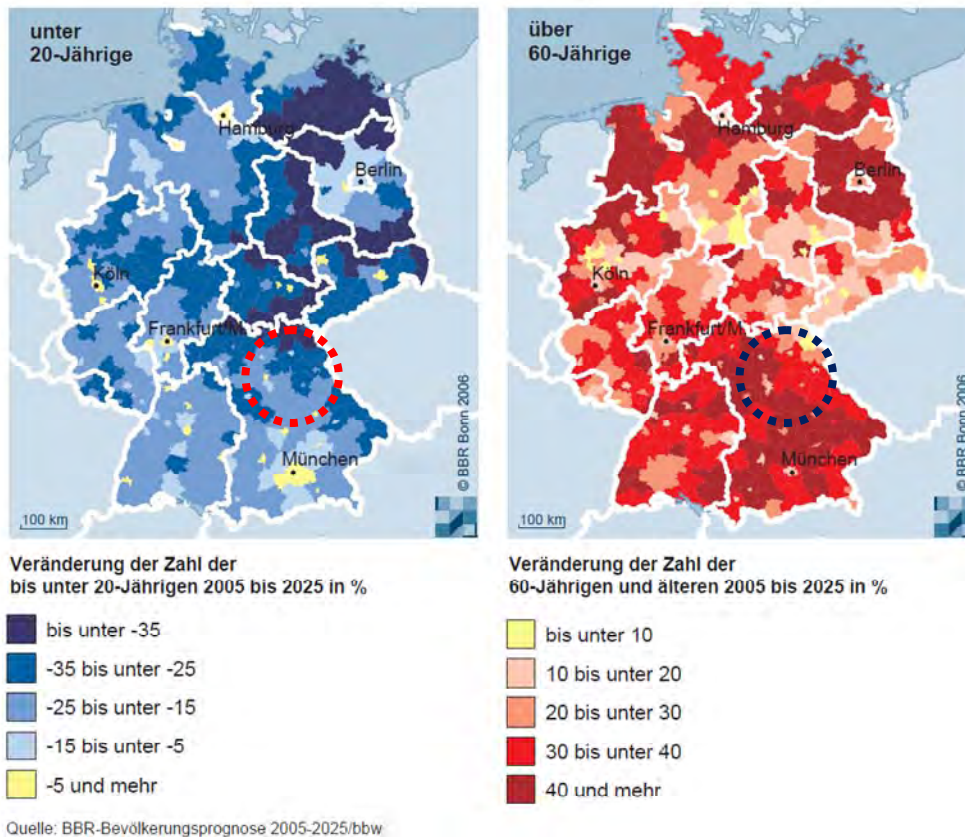 unter
20-Jährige
Hamburg
Berlin
Köln
Frankfurt/M.
München
100 km
© BBR Bonn 2006
über
60-Jährige
Hamburg
Berlin
Köln
Frankfurt/M.
München
100 km
© BBR Bonn 2006
Veränderung der Zahl der
bis unter 20-Jährigen 2005 bis 2025 in %
bis unter -35
-35 bis unter -25
-25 bis unter -15
-15 bis unter -5
-5 und mehr
Veränderung der Zahl der
60-Jährigen und älteren 2005 bis 2025 in %
bis unter 10
10 bis unter 20
20 bis unter 30
30 bis unter 40
40 und mehr
Quelle: BBR-Bevölkerungsprognose 2005-2025/bbw